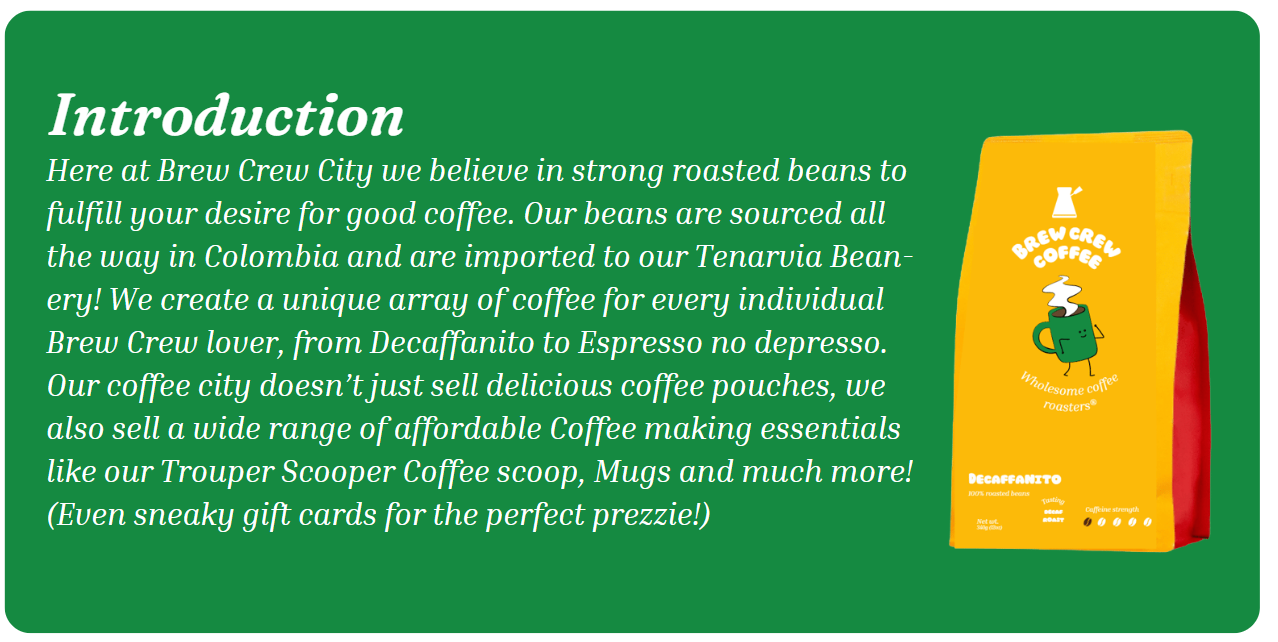 Introduction
Here at Brew Crew City we believe in strong roasted beans to
fulfill your desire for good coffee. Our beans are sourced all
the way in Colombia and are imported to our Tenarvia Bean-
ery! We create a unique array of coffee for every individual
Brew Crew lover, from Decaffanito to Espresso no depresso.
Our coffee city doesn’t just sell delicious coffee pouches, we
also sell a wide range of affordable Coffee making essentials
like our Trouper Scooper Coffee scoop, Mugs and much more!
(Even sneaky gift cards for the perfect prezzie!)
BREW CREW
COFFEE
Wholesome coffee
roasters®
DECAFFANITO
100% roasted beans
Tasting
DECAF
ROAST
Caffeine strength
Net wt.